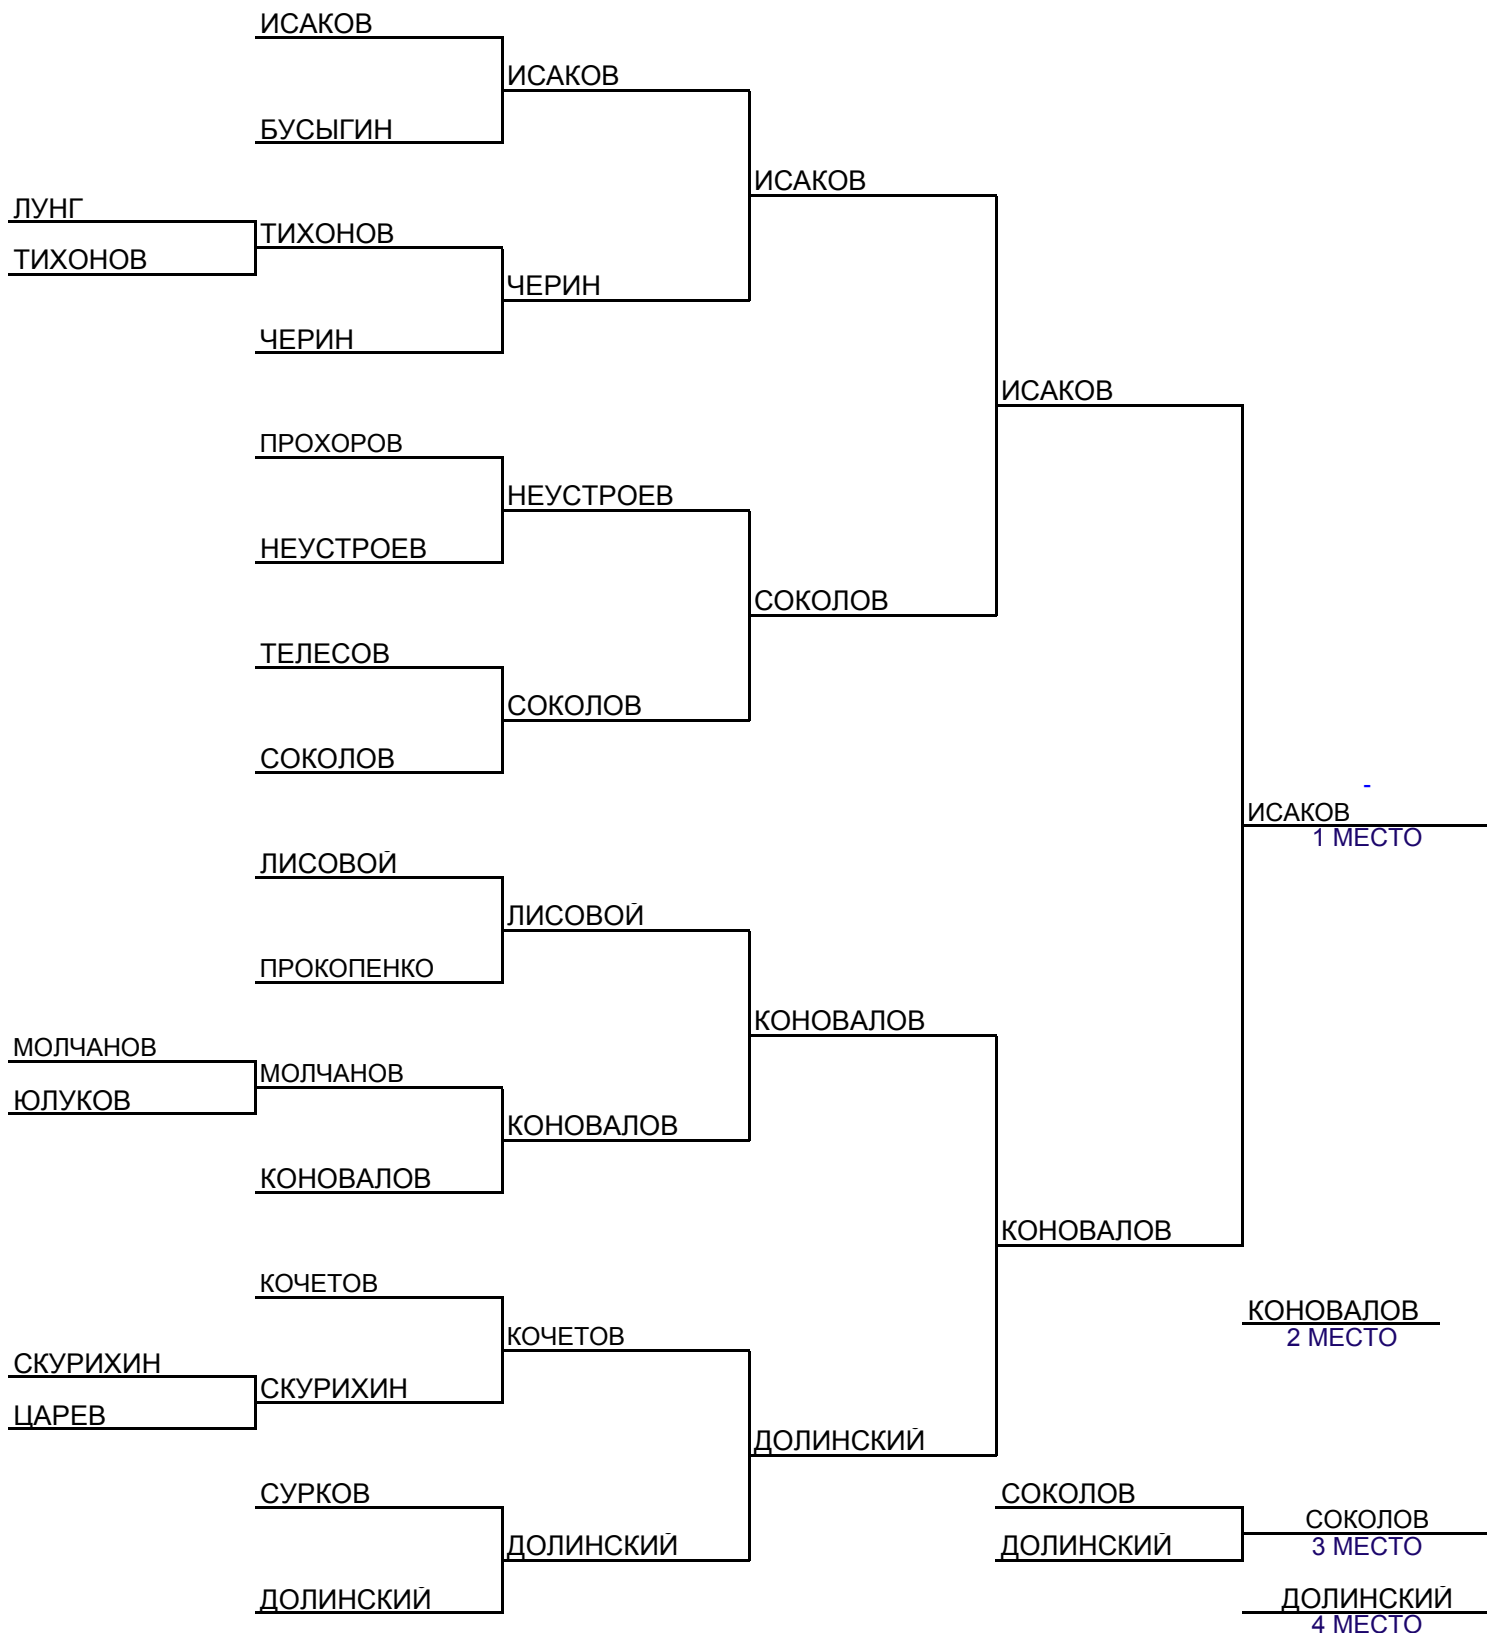 ИСАКОВ
ИСАКОВ
БУСЫГИН
ИСАКОВ
ЛУНГ
ТИХОНОВ
ТИХОНОВ
ЧЕРИН
ЧЕРИН
ИСАКОВ
ПРОХОРОВ
НЕУСТРОЕВ
НЕУСТРОЕВ
СОКОЛОВ
ТЕЛЕСОВ
СОКОЛОВ
СОКОЛОВ
-
ИСАКОВ
1 МЕСТО
ЛИСОВОЙ
ЛИСОВОЙ
ПРОКОПЕНКО
КОНОВАЛОВ
МОЛЧАНОВ
МОЛЧАНОВ
ЮЛУКОВ
КОНОВАЛОВ
КОНОВАЛОВ
КОНОВАЛОВ
КОЧЕТОВ
КОНОВАЛОВ
2 МЕСТО
КОЧЕТОВ
СКУРИХИН
СКУРИХИН
ЦАРЕВ
ДОЛИНСКИЙ
СУРКОВ
СОКОЛОВ
СОКОЛОВ
3 МЕСТО
ДОЛИНСКИЙ
ДОЛИНСКИЙ
ДОЛИНСКИЙ
ДОЛИНСКИЙ
4 МЕСТО